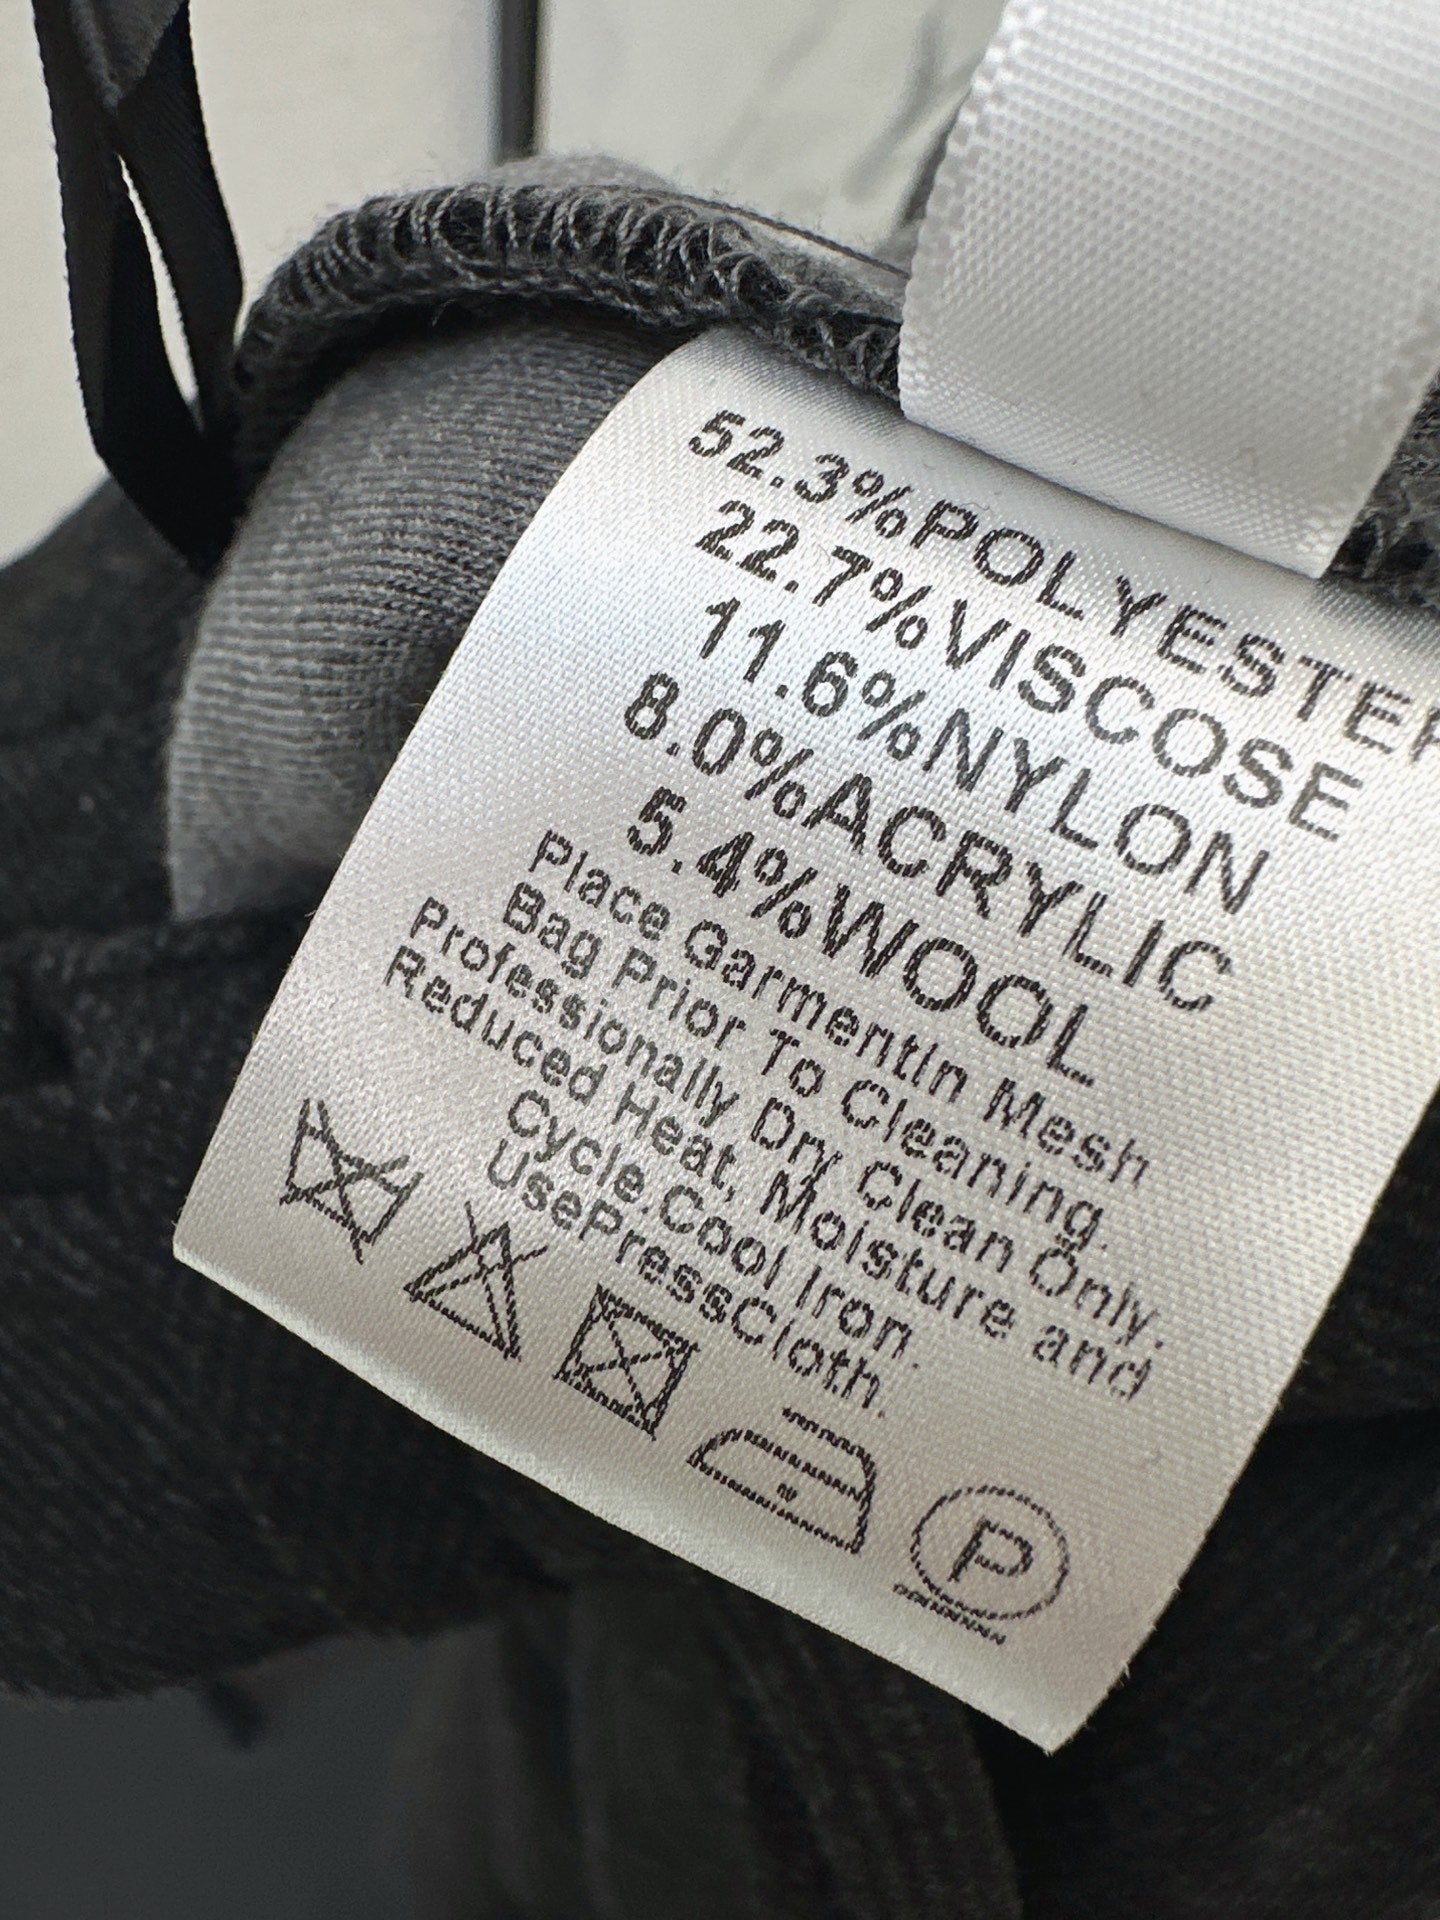 52.3%POLYESTER
22.7%VISCOSE
11.6%NYLON
8.0%ACRYLIC
5.4%WOOL
Place GarmentIn Mesh
Bag Prior To Cleaning.
Professionally Dry Clean Only.
Reduced Heat, Moisture and
Cycle.Cool Iron.
UsePressCloth.
P